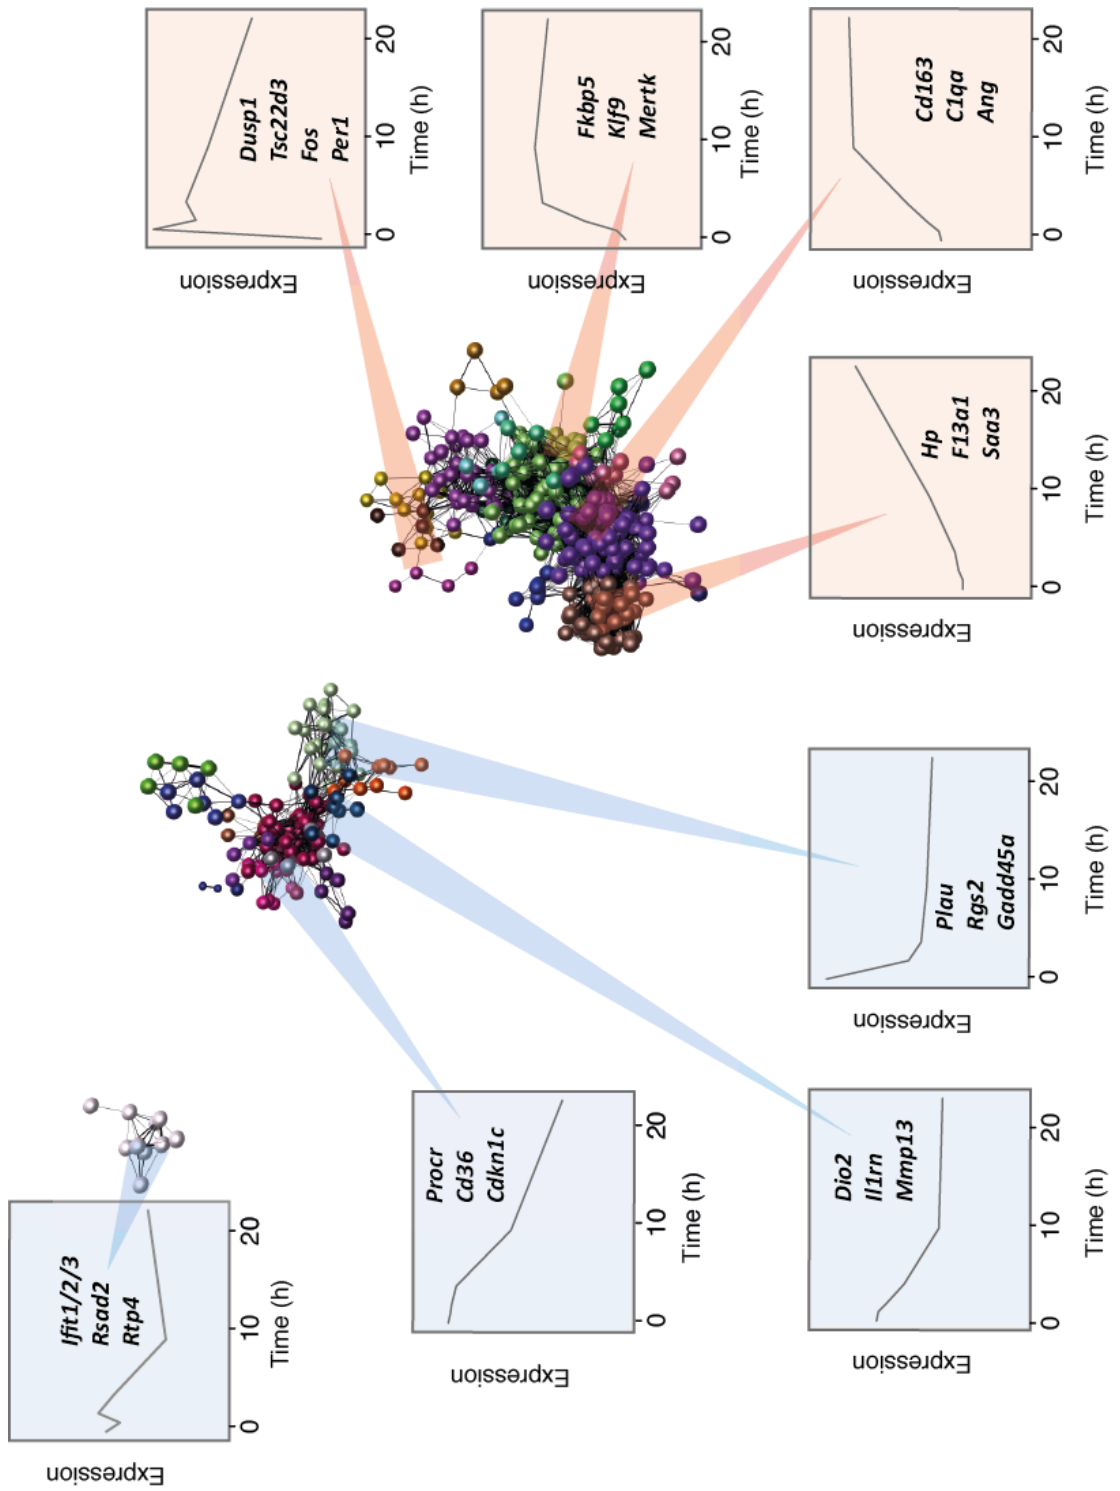 Expression
Ifit1/2/3
Rsad2
Rtp4
0
10
20
Time (h)
Expression
Procr
Cd36
Cdkn1c
0
10
20
Time (h)
Expression
Dio2
Il1rn
Mmp13
0
10
20
Time (h)
Expression
Plau
Rgs2
Gadd45a
0
10
20
Time (h)
Expression
Dusp1
Tsc22d3
Fos
Per1
0
10
20
Time (h)
Expression
Fkbp5
Klf9
Mertk
0
10
20
Time (h)
Expression
Cd163
C1qa
Ang
0
10
20
Time (h)
Expression
Hp
F13a1
Saa3
0
10
20
Time (h)